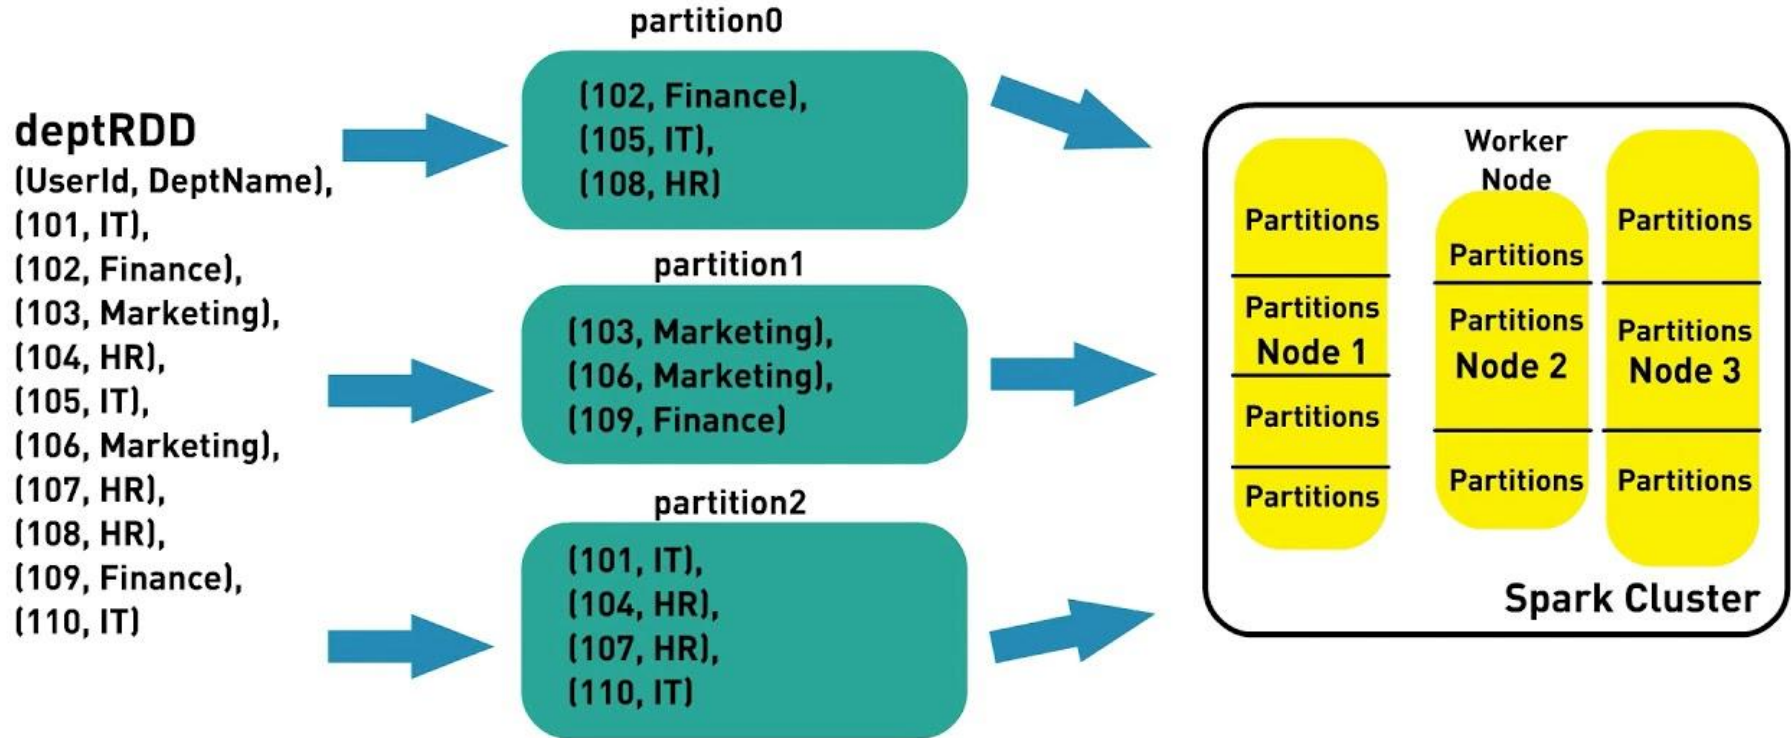 deptRDD
(UserId, DeptName),
(101, IT),
(102, Finance),
(103, Marketing),
(104, HR),
(105, IT),
(106, Marketing),
(107, HR),
(108, HR),
(109, Finance),
(110, IT)
partition0
(102, Finance),
(105, IT),
(108, HR)
partition1
(103, Marketing),
(106, Marketing),
(109, Finance)
partition2
(101, IT),
(104, HR),
(107, HR),
(110, IT)
Partitions
Partitions
Node 1
Partitions
Partitions
Worker
Node
Partitions
Partitions
Node 2
Partitions
Partitions
Partitions
Node 3
Partitions
Spark Cluster